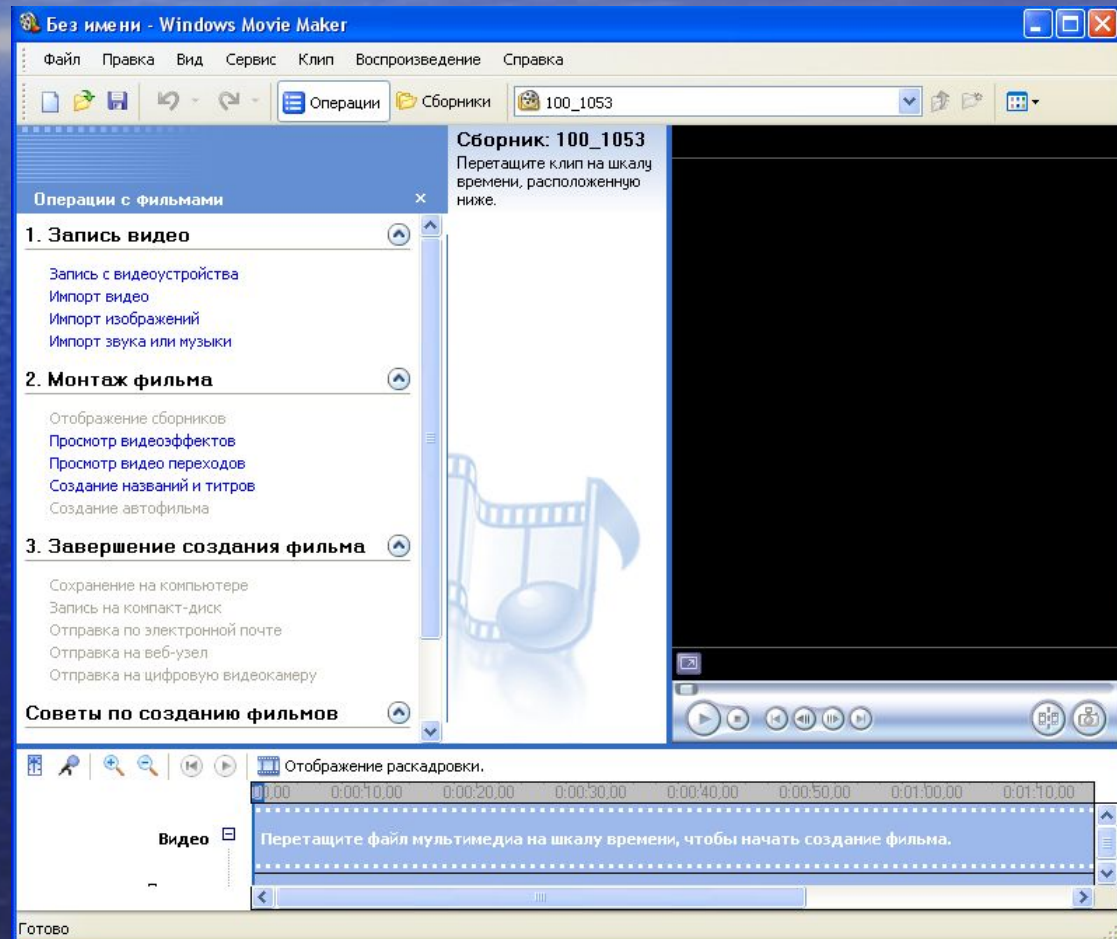 Без имени - Windows Movie Maker
Файл Правка Вид Сервис Клип Воспроизведение Справка
Операции Сборники 100_1053
Операции с фильмами
1. Запись видео
Запись с видеоустройства
Импорт видео
Импорт изображений
Импорт звука или музыки
2. Монтаж фильма
Отображение сборников
Просмотр видеоэффектов
Просмотр видео переходов
Создание названий и титров
Создание автофильма
3. Завершение создания фильма
Сохранение на компьютере
Запись на компакт-диск
Отправка по электронной почте
Отправка на веб-узел
Отправка на цифровую видеокамеру
Советы по созданию фильмов
Сборник: 100_1053
Перетащите клип на шкалу
времени, расположенную
ниже.
Отображение раскадровки.
0:00:10,00 0:00:20,00 0:00:30,00 0:00:40,00 0:00:50,00 0:01:00,00 0:01:10,00
Видео
Перетащите файл мультимедиа на шкалу времени, чтобы начать создание фильма.
Готово